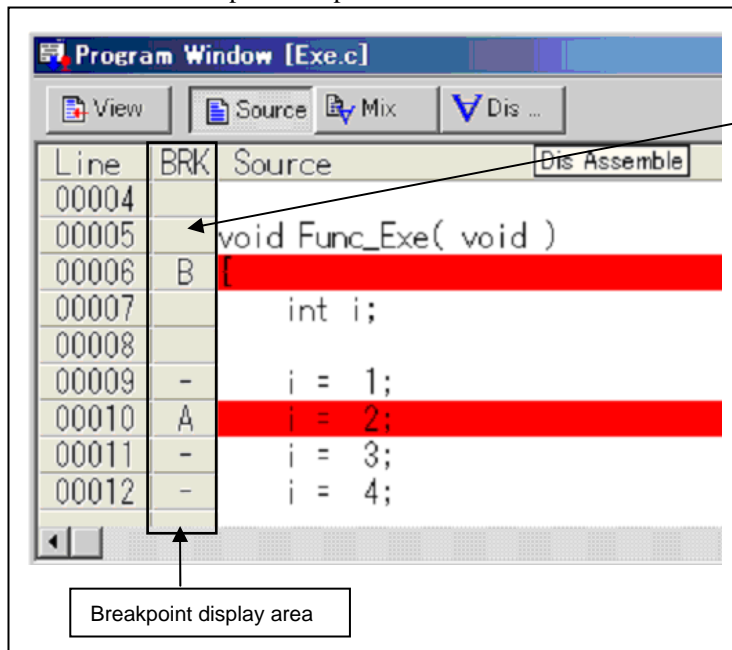 Program Window [Exe.c]
View Source Mix Dis ...
Line BRK Source Dis Assemble
00004
00005 void Func_Exe( void )
00006 B {
00007 int i;
00008
00009 - i = 1;
00010 A i = 2;
00011 - i = 3;
00012 - i = 4;
Breakpoint display area